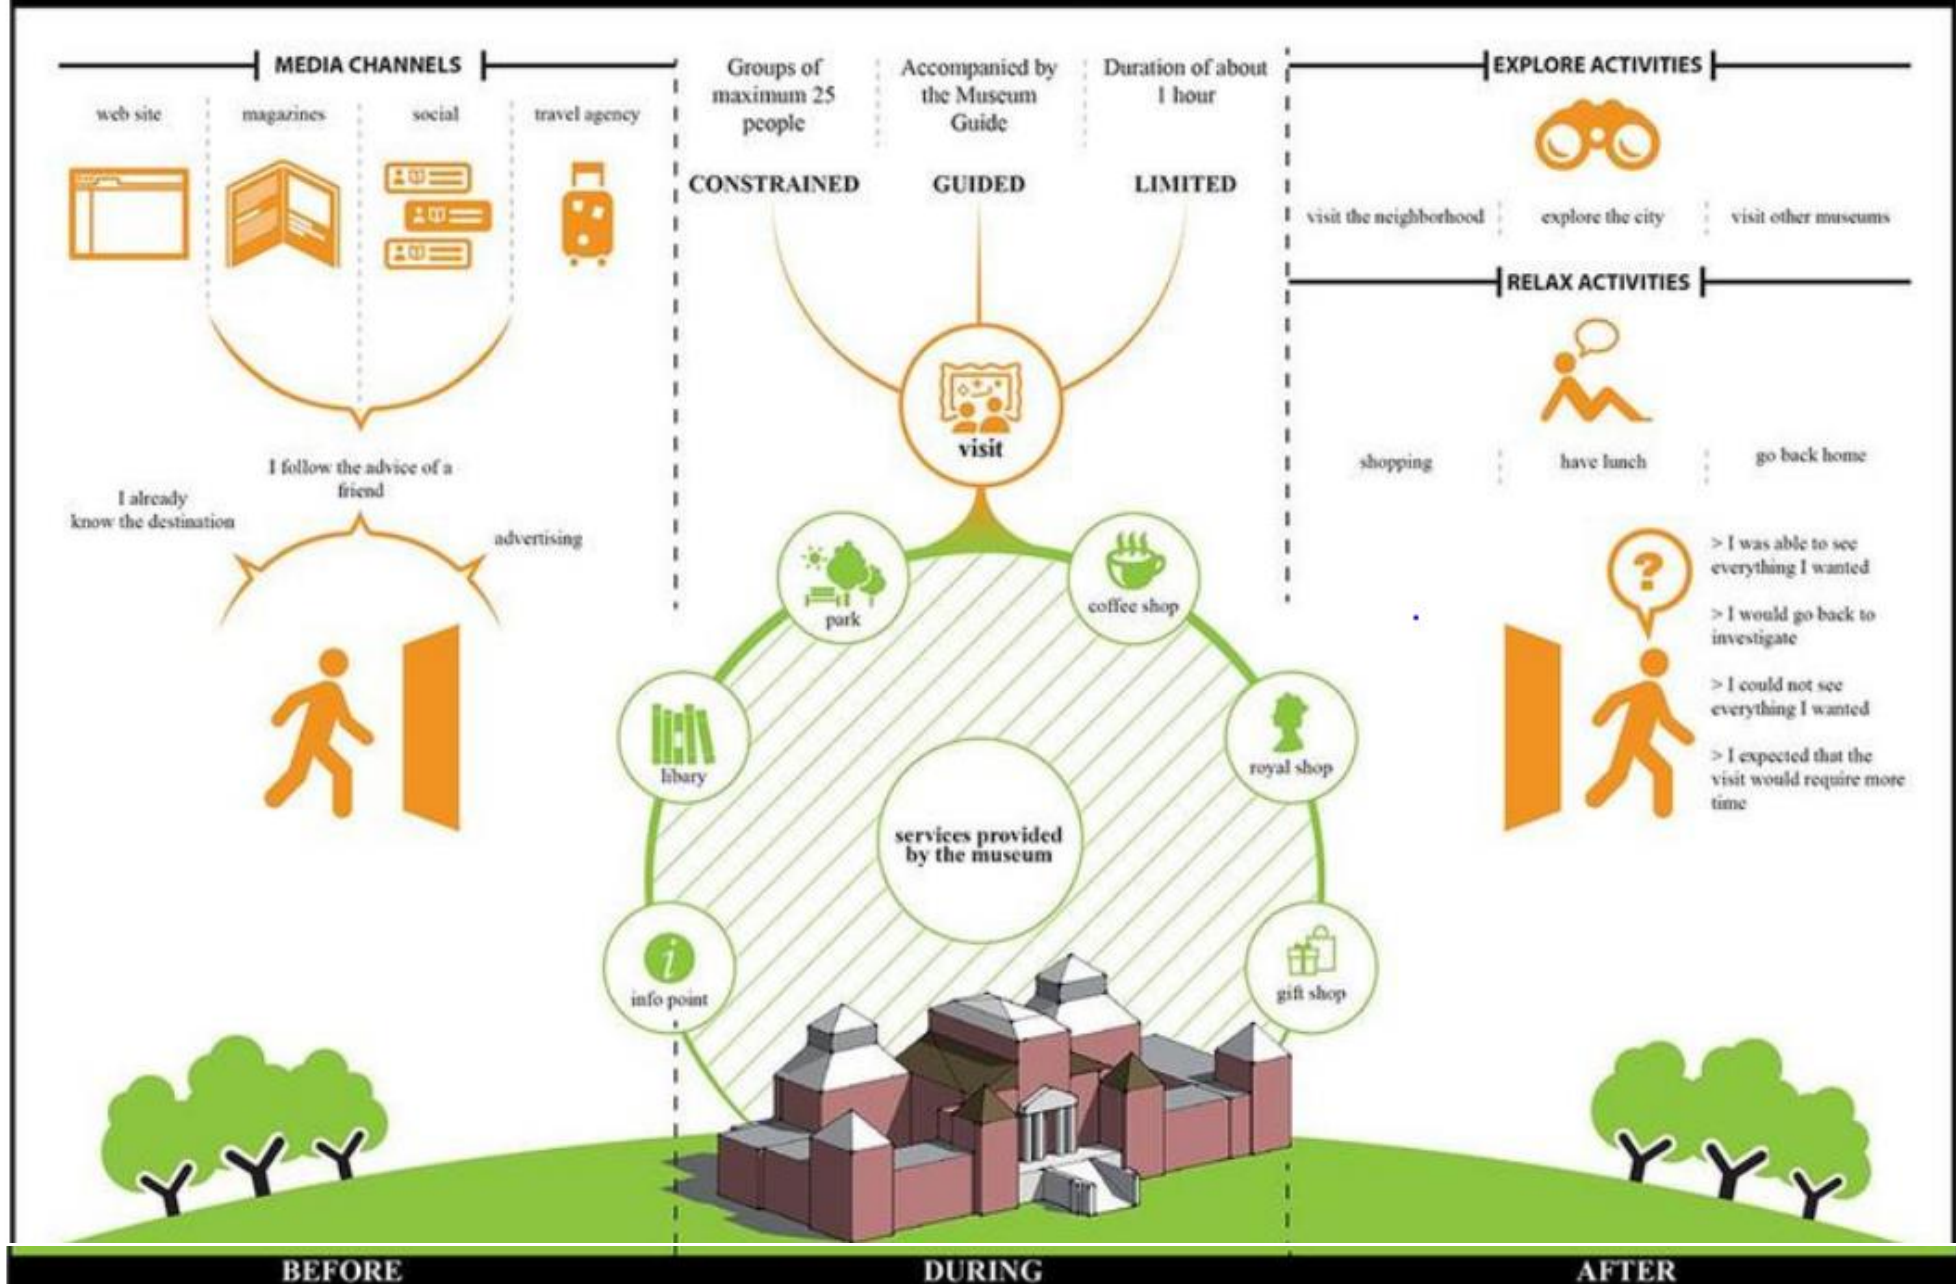 MEDIA CHANNELS
web site
magazines
social
travel agency
I follow the advice of a
friend
I already
know the destination
advertising
Groups of
maximum 25
people
Accompanied by
the Museum
Guide
Duration of about
1 hour
CONSTRAINED
GUIDED
LIMITED
visit
park
coffee shop
libary
royal shop
services provided
by the museum
i
info point
gift shop
EXPLORE ACTIVITIES
visit the neighborhood
explore the city
visit other museums
RELAX ACTIVITIES
shopping
have lunch
go back home
?
> I was able to see
everything I wanted
> I would go back to
investigate
> I could not see
everything I wanted
> I expected that the
visit would require more
time
BEFORE
DURING
AFTER